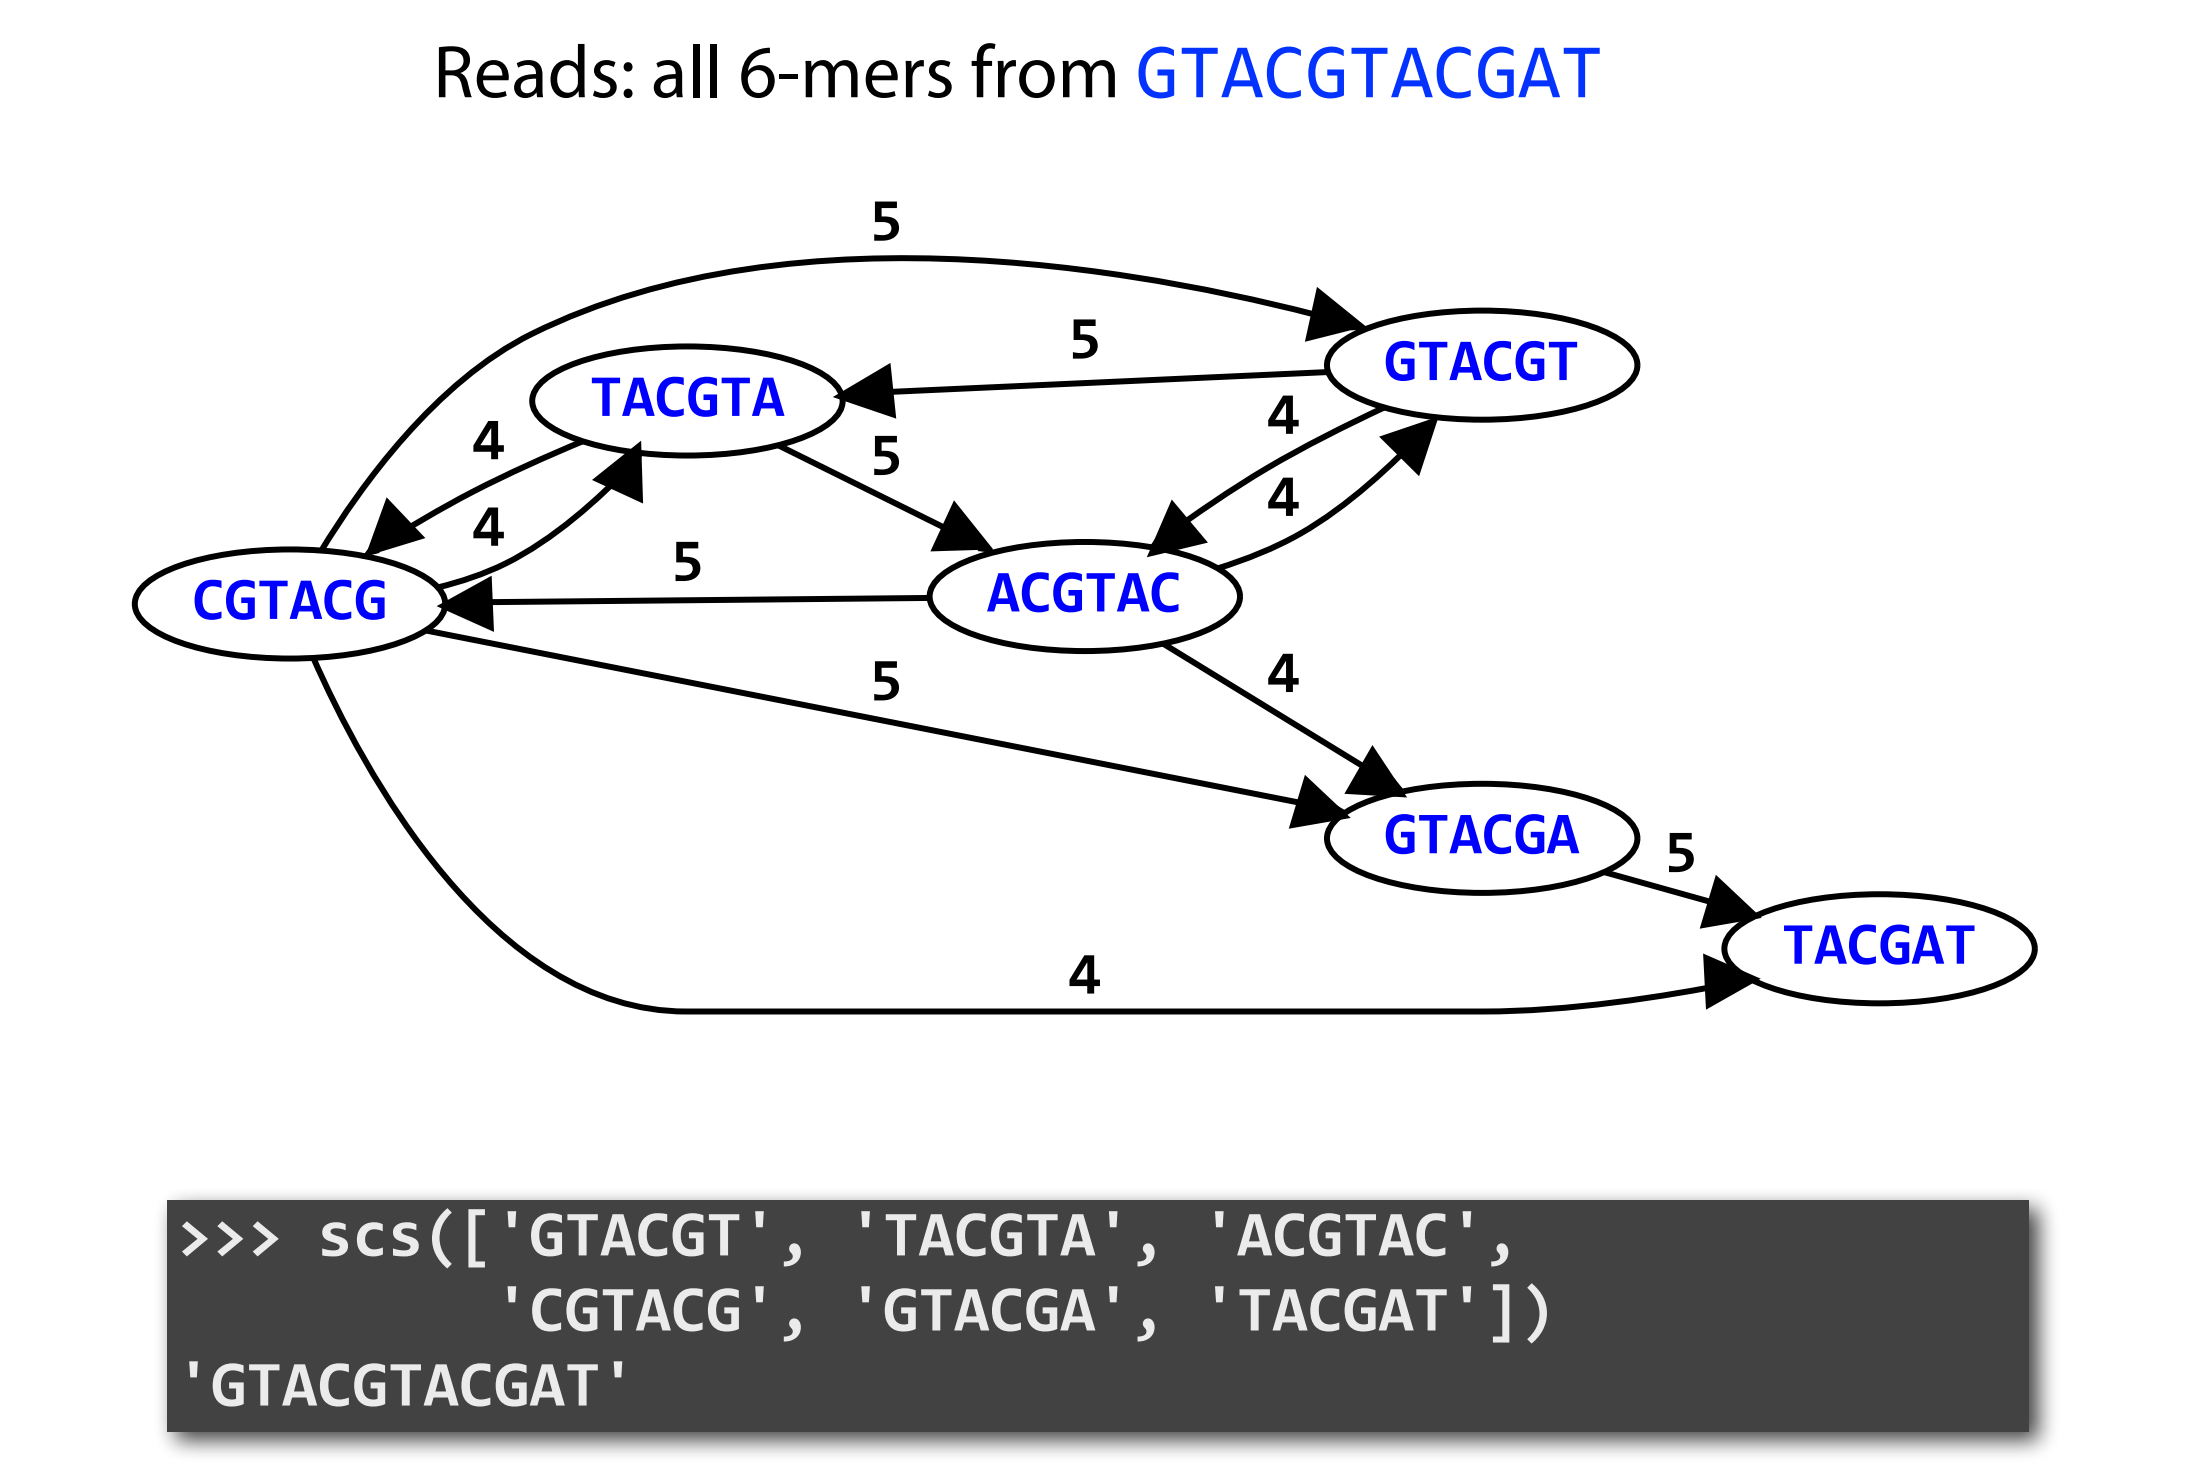 Reads: all 6-mers from GTACGTACGAT
5
5
GTACGT
TACGTA
4
4
5
4
4
5
CGTACG
ACGTAC
5
4
GTACGA
5
TACGAT
4
>>> scs(['GTACGT', 'TACGTA', 'ACGTAC',
'CGTACG', 'GTACGA', 'TACGAT'])
'GTACGTACGAT'